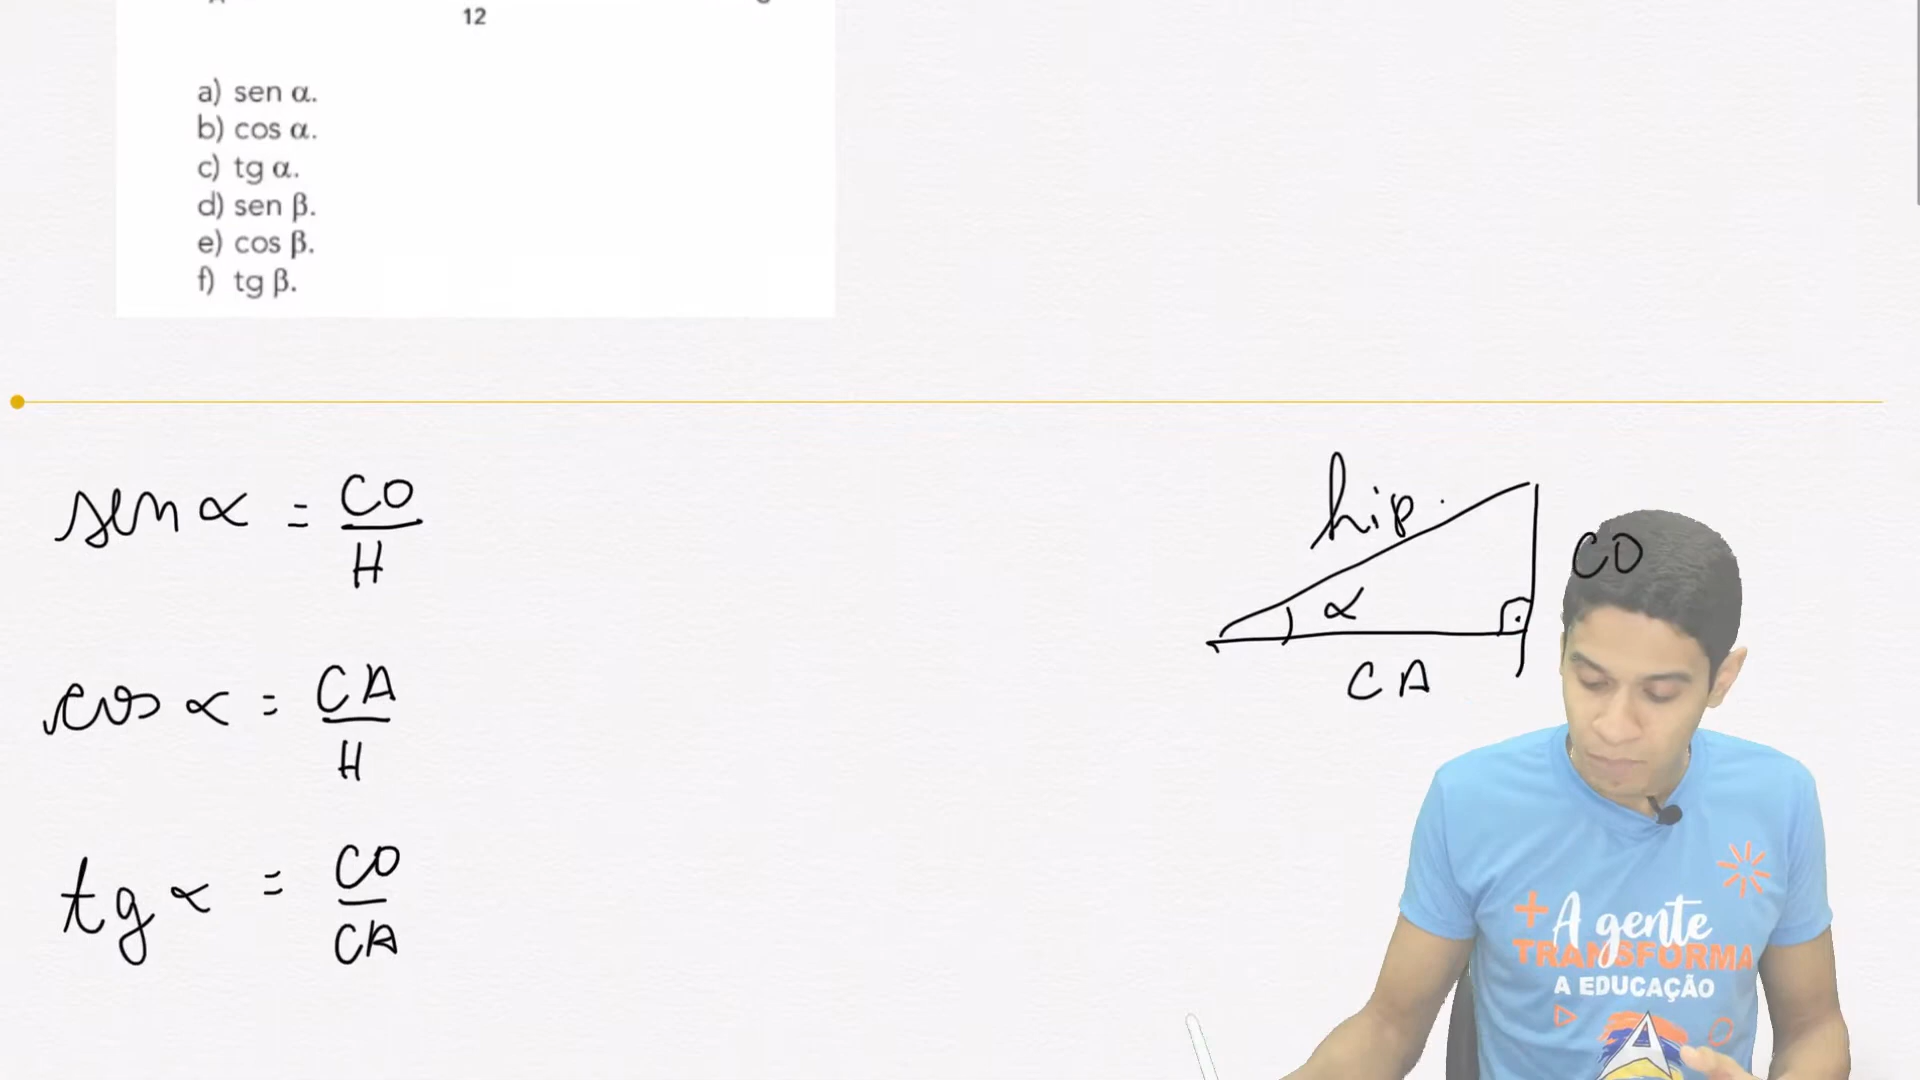 12
a) sen α.
b) cos α.
c) tg α.
d) sen β.
e) cos β.
f) tg β.
sen α = CO
H
cos α = CA
H
tg α = CO
CA
hip.
CO
α
CA
+
A gente
TRANSFORMA
A EDUCAÇÃO